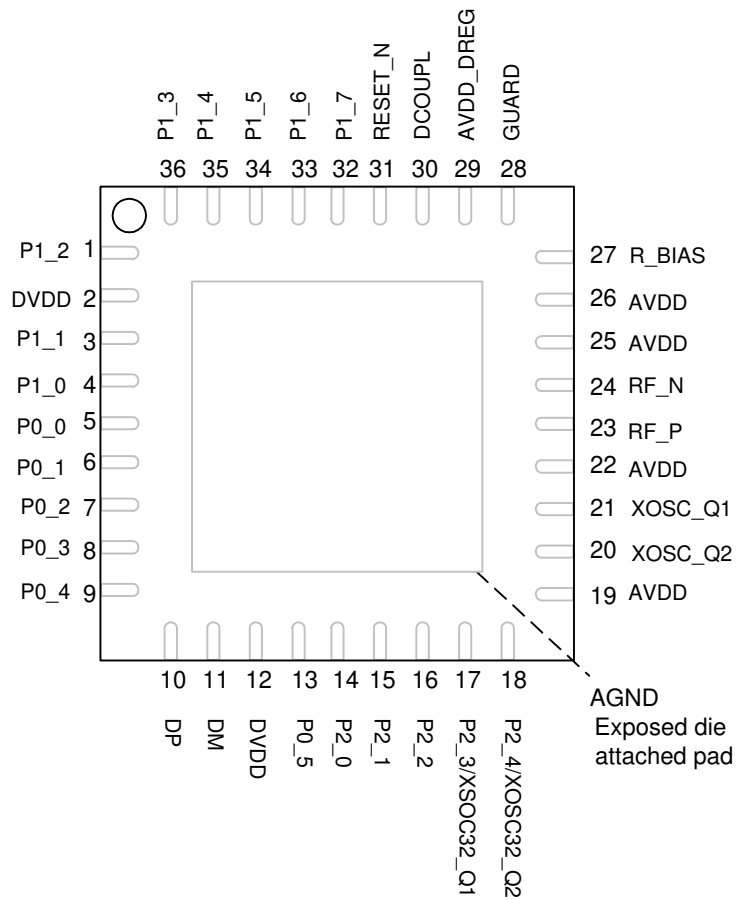 P1_3
P1_4
P1_5
P1_6
P1_7
RESET_N
DCOUPL
AVDD_DREG
GUARD
36 35 34 33 32 31 30 29 28
P1_2 1
DVDD 2
P1_1 3
P1_0 4
P0_0 5
P0_1 6
P0_2 7
P0_3 8
P0_4 9
27 R_BIAS
26 AVDD
25 AVDD
24 RF_N
23 RF_P
22 AVDD
21 XOSC_Q1
20 XOSC_Q2
19 AVDD
10 11 12 13 14 15 16 17 18
DP
DM
DVDD
P0_5
P2_0
P2_1
P2_2
P2_3/XSOC32_Q1
P2_4/XOSC32_Q2
AGND
Exposed die
attached pad